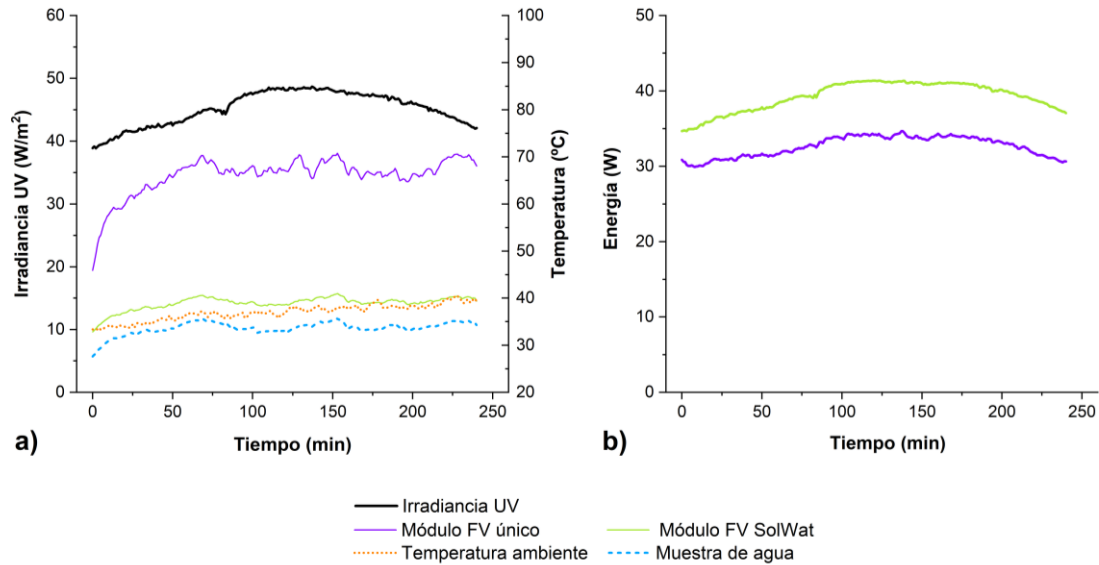 60
50
40
30
20
10
0
Irradiancia UV (W/m²)
100
90
80
70
60
50
40
30
20
Temperatura (ºC)
0 50 100 150 200 250
Tiempo (min)
a)
50
40
30
20
10
0
Energía (W)
0 50 100 150 200 250
Tiempo (min)
b)
Irradiancia UV
Módulo FV único Módulo FV SolWat
Temperatura ambiente Muestra de agua